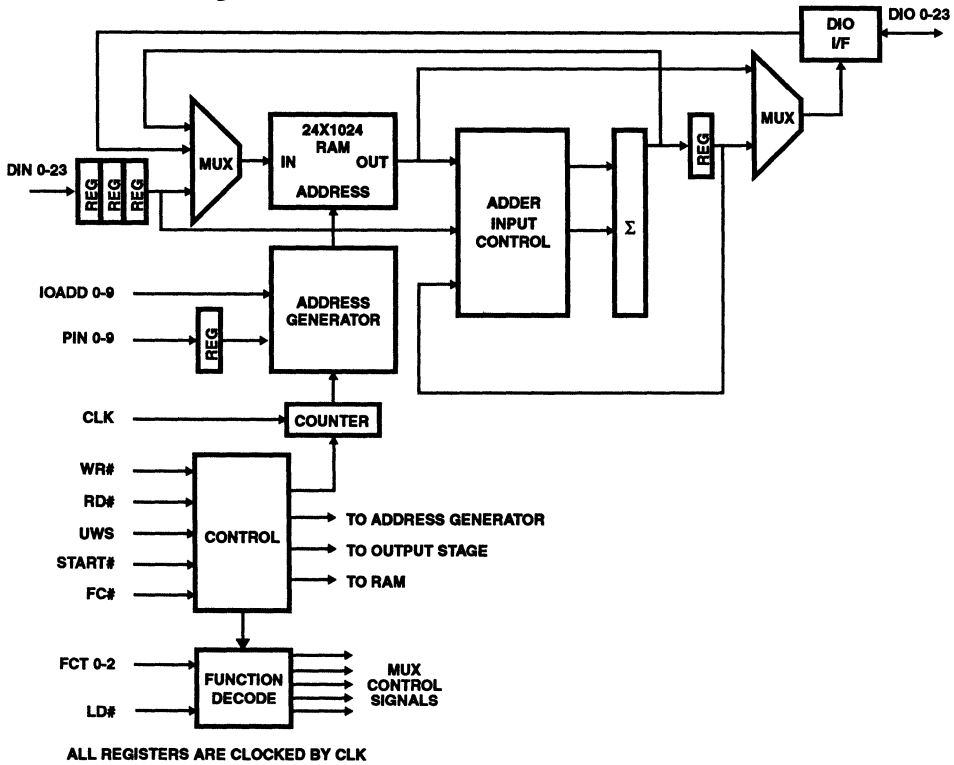 DIO 0-23
DIO
I/F
MUX
24X1024
RAM
IN
OUT
ADDRESS
MUX
REG
DIN 0-23
REG
REG
REG
ADDER
INPUT
CONTROL
Σ
IOADD 0-9
ADDRESS
GENERATOR
PIN 0-9
REG
CLK
COUNTER
WR#
RD#
UWS
START#
FC#
CONTROL
TO ADDRESS GENERATOR
TO OUTPUT STAGE
TO RAM
FCT 0-2
LD#
FUNCTION
DECODE
MUX
CONTROL
SIGNALS
ALL REGISTERS ARE CLOCKED BY CLK